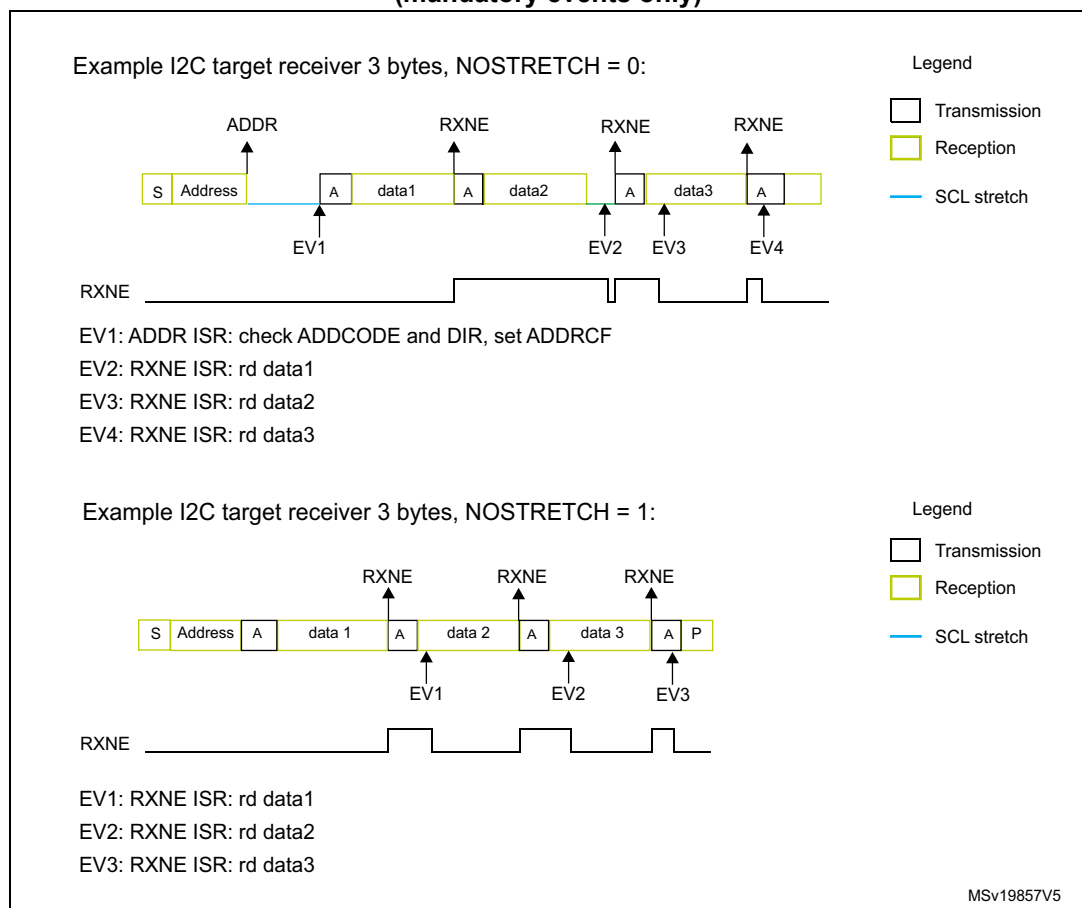 (mandatory events only)
Example I2C target receiver 3 bytes, NOSTRETCH = 0:
Legend
Transmission
Reception
SCL stretch
ADDR RXNE RXNE RXNE
S Address A data1 A data2 A data3 A
EV1 EV2 EV3 EV4
RXNE
EV1: ADDR ISR: check ADDCODE and DIR, set ADDRCF
EV2: RXNE ISR: rd data1
EV3: RXNE ISR: rd data2
EV4: RXNE ISR: rd data3
Example I2C target receiver 3 bytes, NOSTRETCH = 1:
Legend
Transmission
Reception
SCL stretch
RXNE RXNE RXNE
S Address A data 1 A data 2 A data 3 A P
EV1 EV2 EV3
RXNE
EV1: RXNE ISR: rd data1
EV2: RXNE ISR: rd data2
EV3: RXNE ISR: rd data3
MSv19857V5